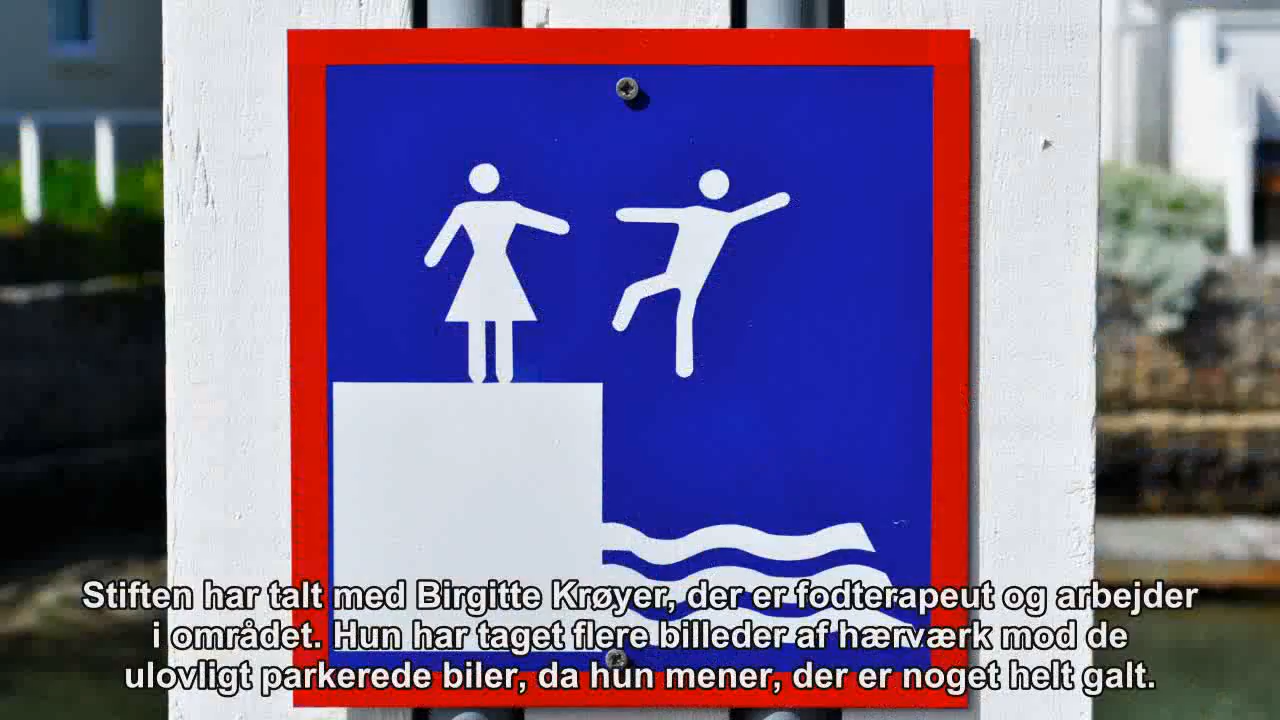 Stiften har talt med Birgitte Krøyer, der er fodterapeut og arbejder
i området. Hun har taget flere billeder af hærværk mod de
ulovligt parkerede biler, da hun mener, der er noget helt galt.